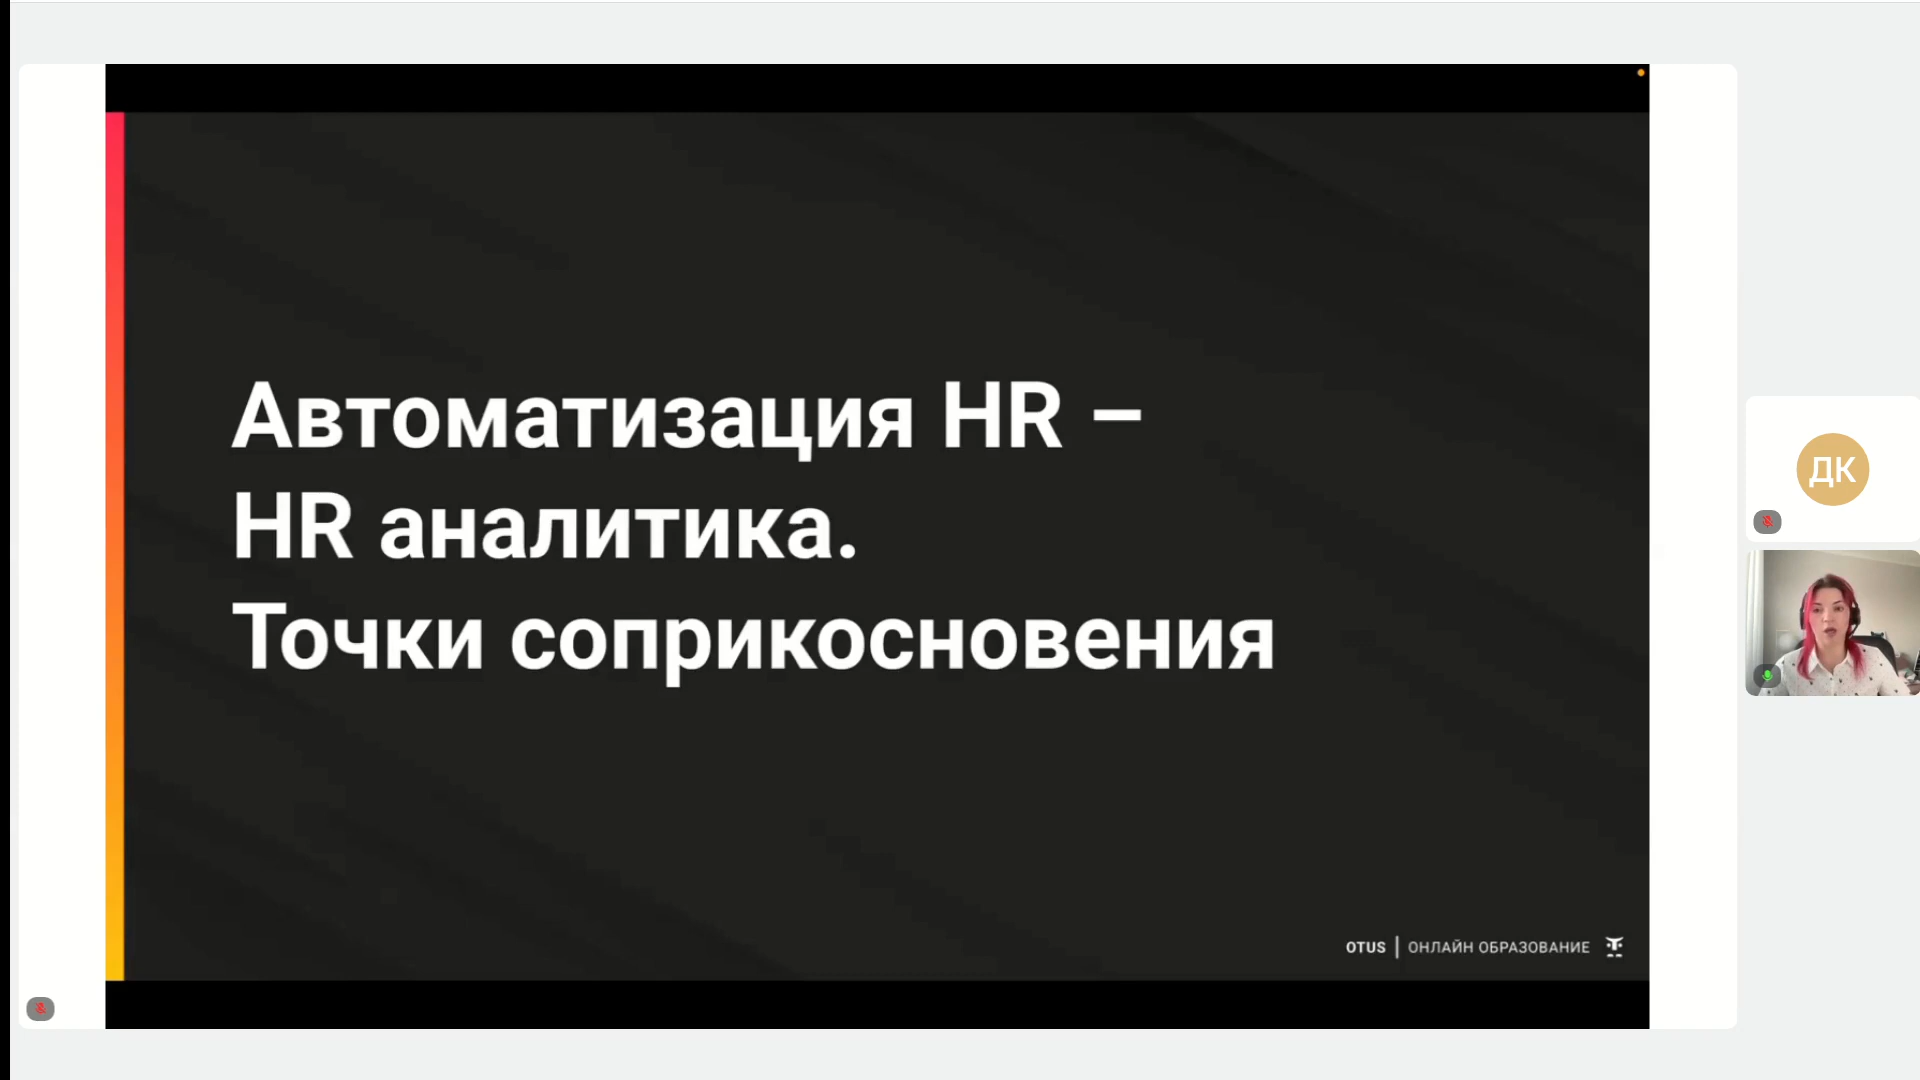 Автоматизация HR –
HR аналитика.
Точки соприкосновения
ДК
OTUS | ОНЛАЙН ОБРАЗОВАНИЕ